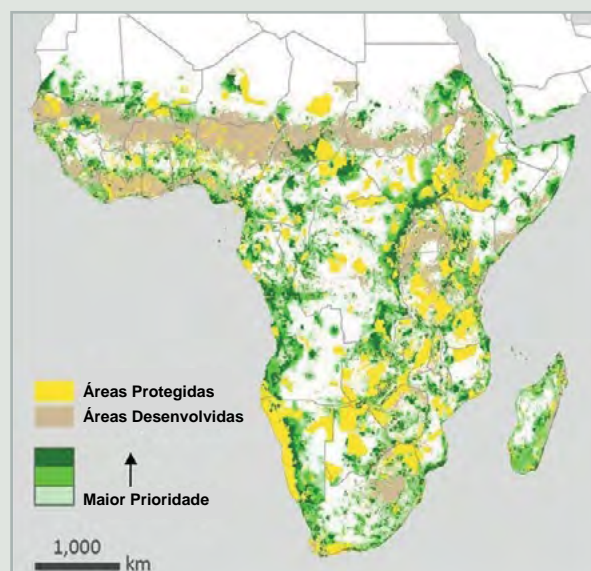 Áreas Protegidas
Áreas Desenvolvidas
Maior Prioridade
1,000
km